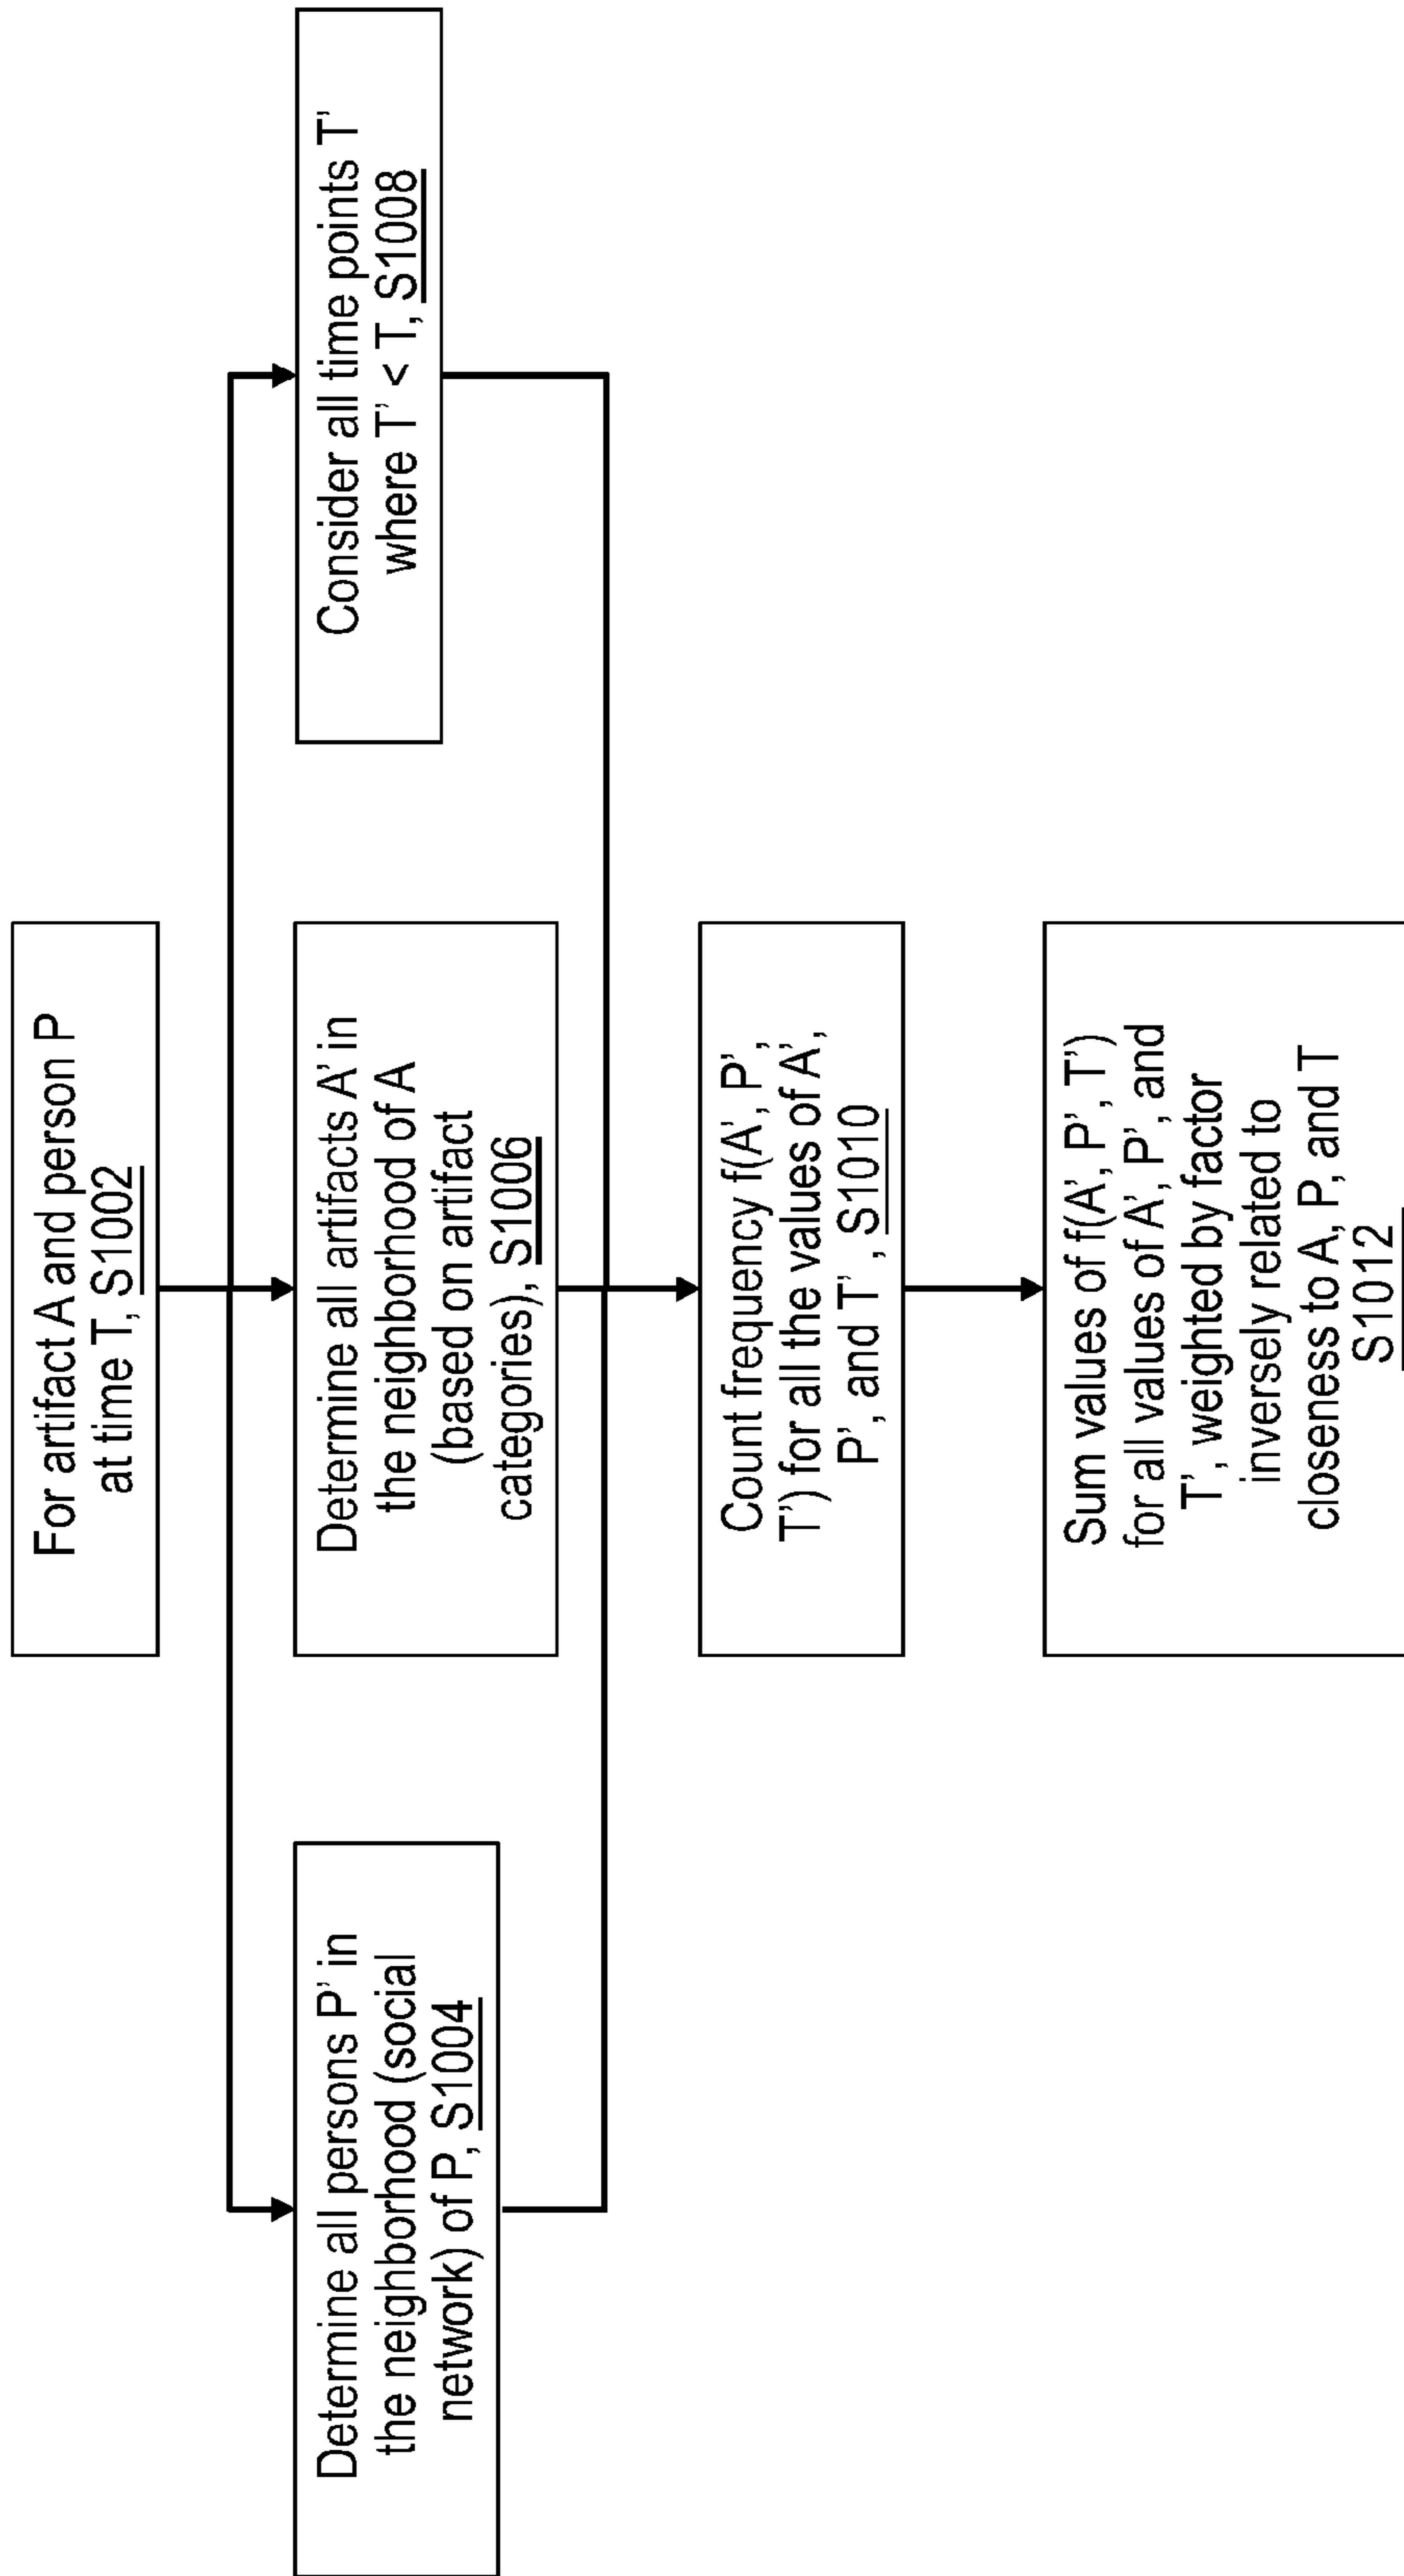 For artifact A and person P
at time T, S1002
Determine all persons P' in
the neighborhood (social
network) of P, S1004
Determine all artifacts A' in
the neighborhood of A
(based on artifact
categories), S1006
Consider all time points T'
where T' < T, S1008
Count frequency f(A', P',
T') for all the values of A',
P', and T' , S1010
Sum values of f(A', P', T')
for all values of A', P', and
T', weighted by factor
inversely related to
closeness to A, P, and T
S1012